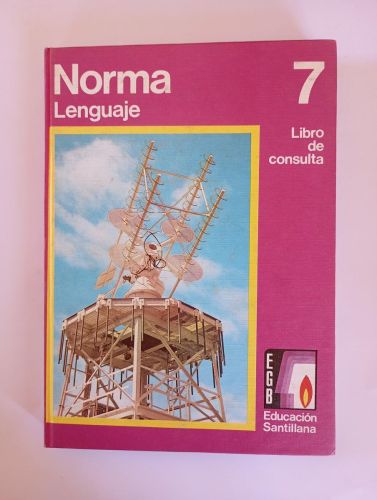 Norma
Lenguaje
7
Libro
de
consulta
EGB
Educación
Santillana